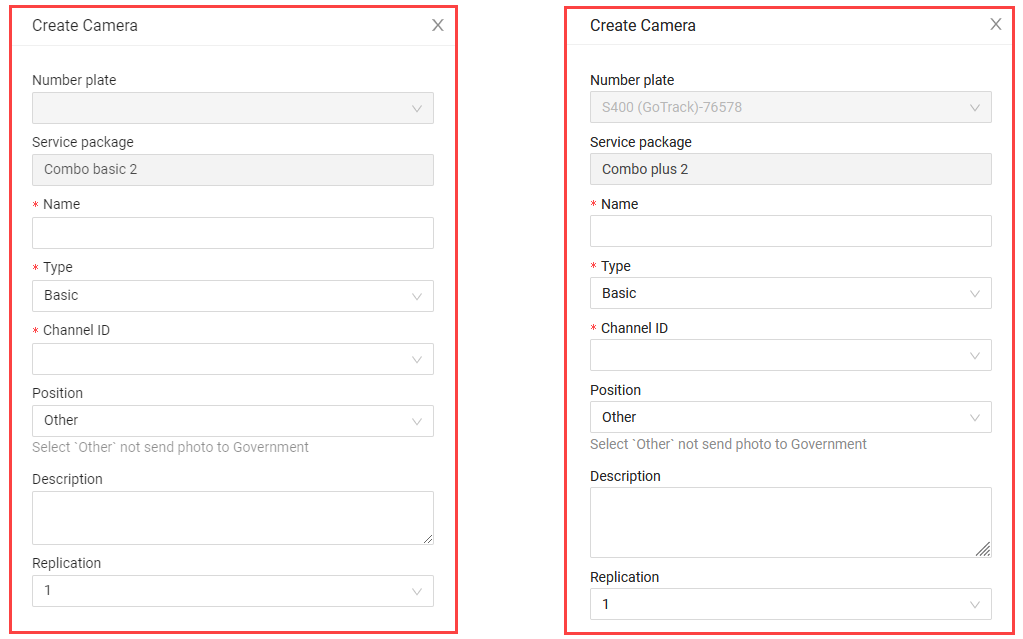 Create Camera
Number plate
Service package
Combo basic 2
* Name
* Type
Basic
* Channel ID
Position
Other
Select `Other` not send photo to Government
Description
Replication
1
Create Camera
Number plate
S400 (GoTrack)-76578
Service package
Combo plus 2
* Name
* Type
Basic
* Channel ID
Position
Other
Select `Other` not send photo to Government
Description
Replication
1